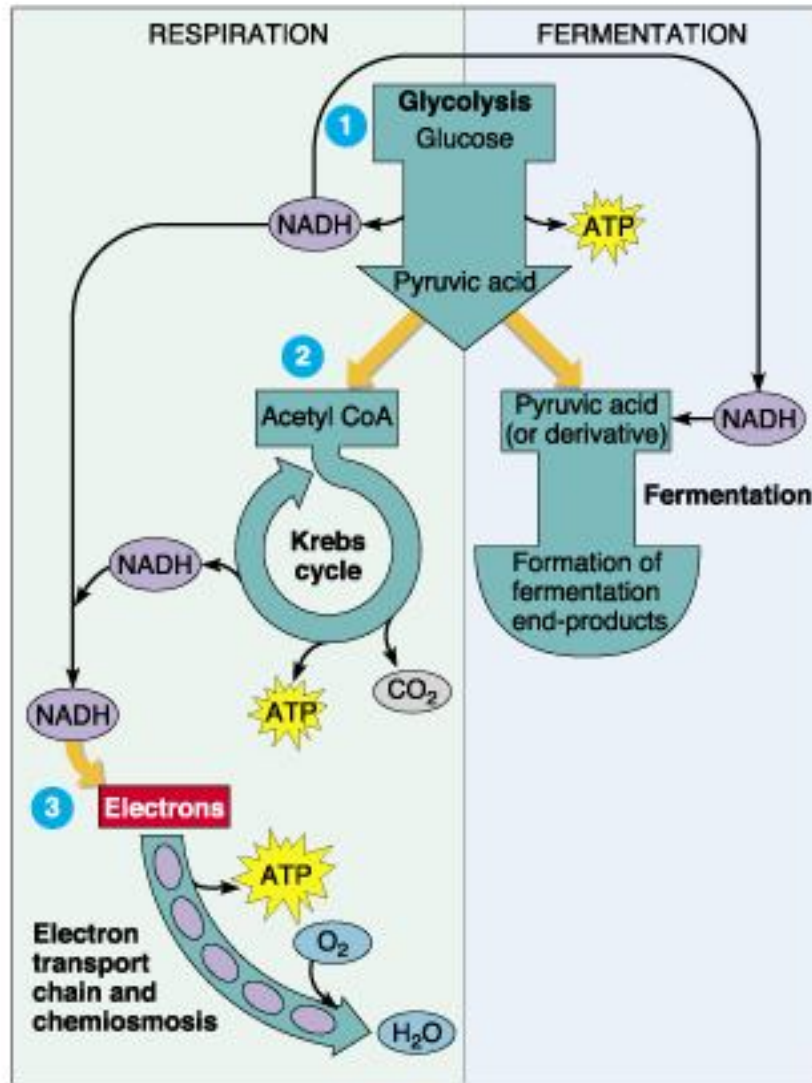 RESPIRATION
FERMENTATION
1
Glycolysis
Glucose
NADH
ATP
Pyruvic acid
2
Acetyl CoA
Pyruvic acid
(or derivative)
NADH
Fermentation
Krebs
cycle
NADH
Formation of
fermentation
end-products
ATP
CO₂
NADH
3
Electrons
ATP
Electron
transport
chain and
chemiosmosis
O₂
H₂O